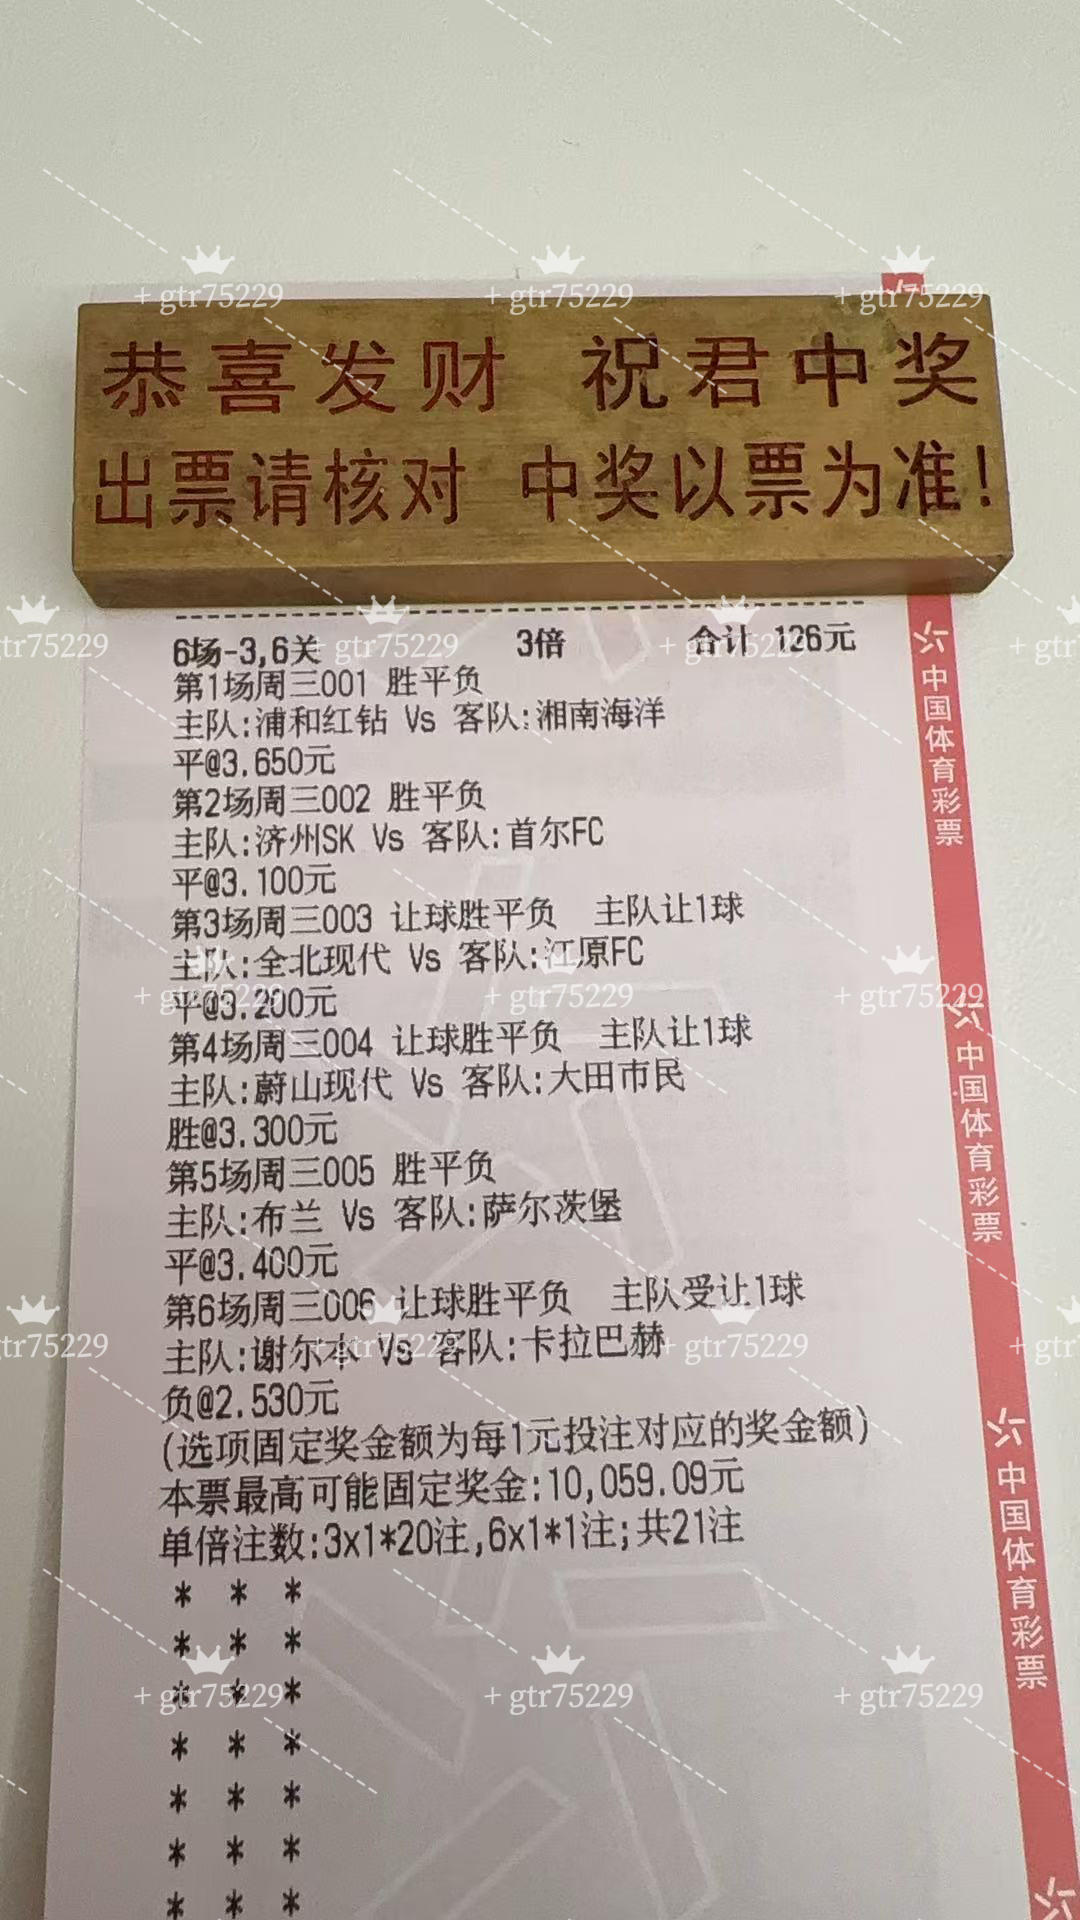 恭喜发财 祝君中奖
出票请核对 中奖以票为准!
6场-3,6关 3倍 合计 126元
第1场周三001 胜平负
主队:浦和红钻 Vs 客队:湘南海洋
平@3.650元
第2场周三002 胜平负
主队:济州SK Vs 客队:首尔FC
平@3.100元
第3场周三003 让球胜平负 主队让1球
主队:全北现代 Vs 客队:江原FC
平@3.200元
第4场周三004 让球胜平负 主队让1球
主队:蔚山现代 Vs 客队:大田市民
胜@3.300元
第5场周三005 胜平负
主队:布兰 Vs 客队:萨尔茨堡
平@3.400元
第6场周三006 让球胜平负 主队受让1球
主队:谢尔本 Vs 客队:卡拉巴赫
负@2.530元
(选项固定奖金额为每1元投注对应的奖金额)
本票最高可能固定奖金:10,059.09元
单倍注数:3x1*20注,6x1*1注;共21注
* * *
* * *
* * *
* * *
* * *
* * *
* * *
中国体育彩票
中国体育彩票
中国体育彩票
+ gtr75229